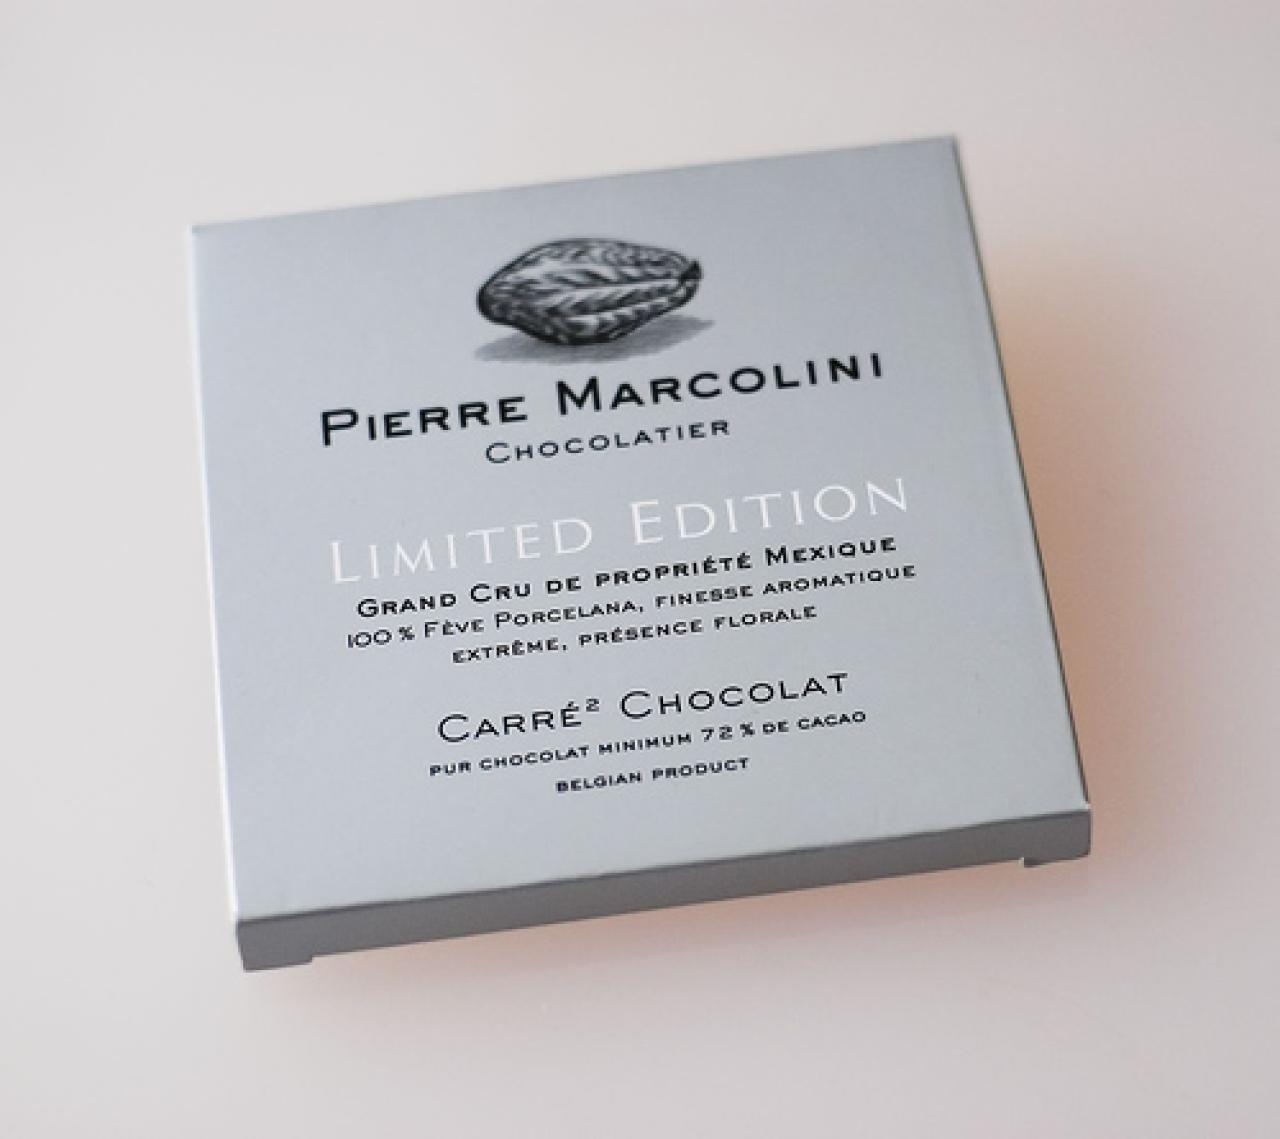 Pierre Marcolini
Chocolatier
Limited Edition
Grand Cru de propriété Mexique
100 % Fève Porcelana, finesse aromatique
extrême, présence florale
Carré² Chocolat
pur chocolat minimum 72 % de cacao
belgian product